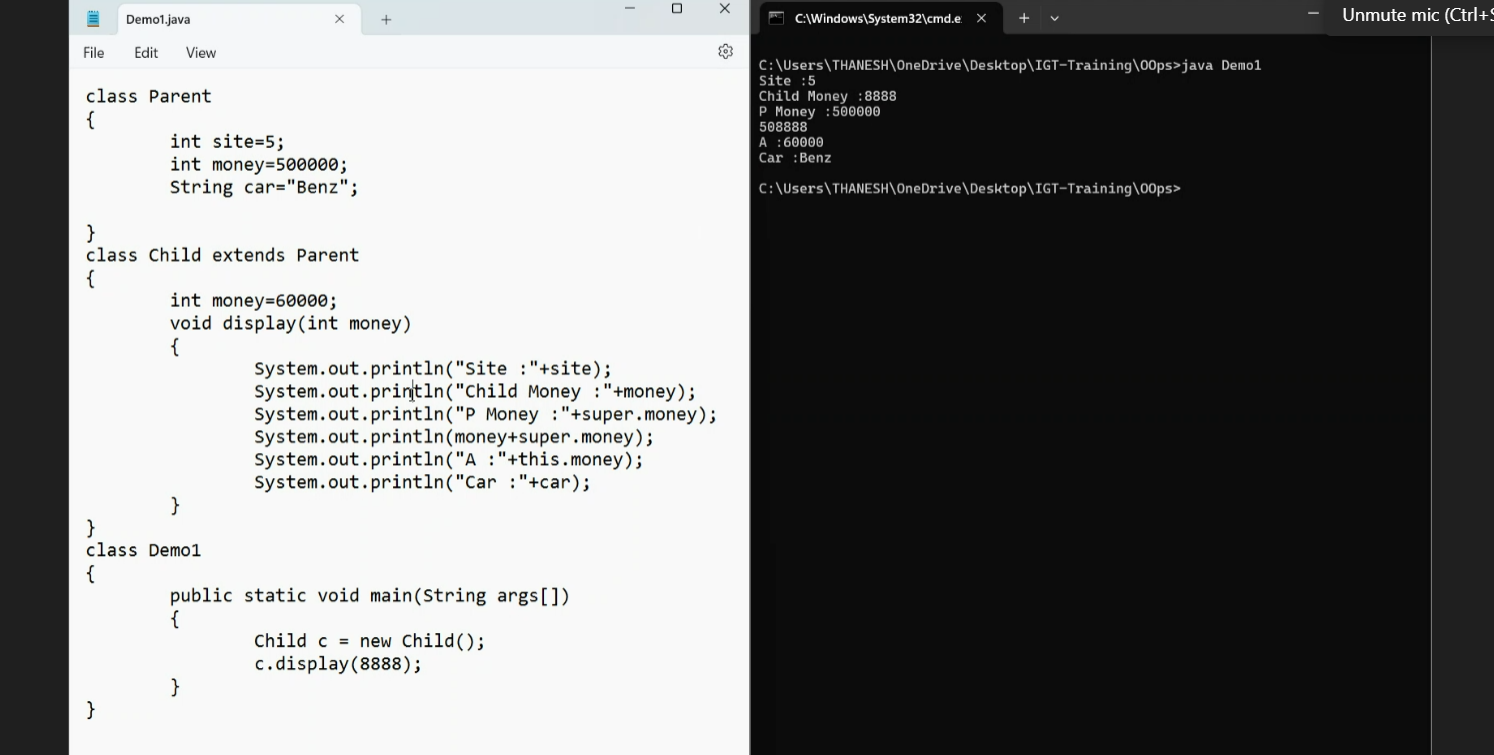 Demo1.java
File Edit View
class Parent
{
int site=5;
int money=500000;
String car="Benz";
}
class Child extends Parent
{
int money=60000;
void display(int money)
{
System.out.println("Site :"+site);
System.out.println("Child Money :"+money);
System.out.println("P Money :"+super.money);
System.out.println(money+super.money);
System.out.println("A :"+this.money);
System.out.println("Car :"+car);
}
}
class Demo1
{
public static void main(String args[])
{
Child c = new Child();
c.display(8888);
}
}
C:\Windows\System32\cmd.e
Unmute mic (Ctrl+S
C:\Users\THANESH\OneDrive\Desktop\IGT-Training\OOps>java Demo1
Site :5
Child Money :8888
P Money :500000
508888
A :60000
Car :Benz
C:\Users\THANESH\OneDrive\Desktop\IGT-Training\OOps>